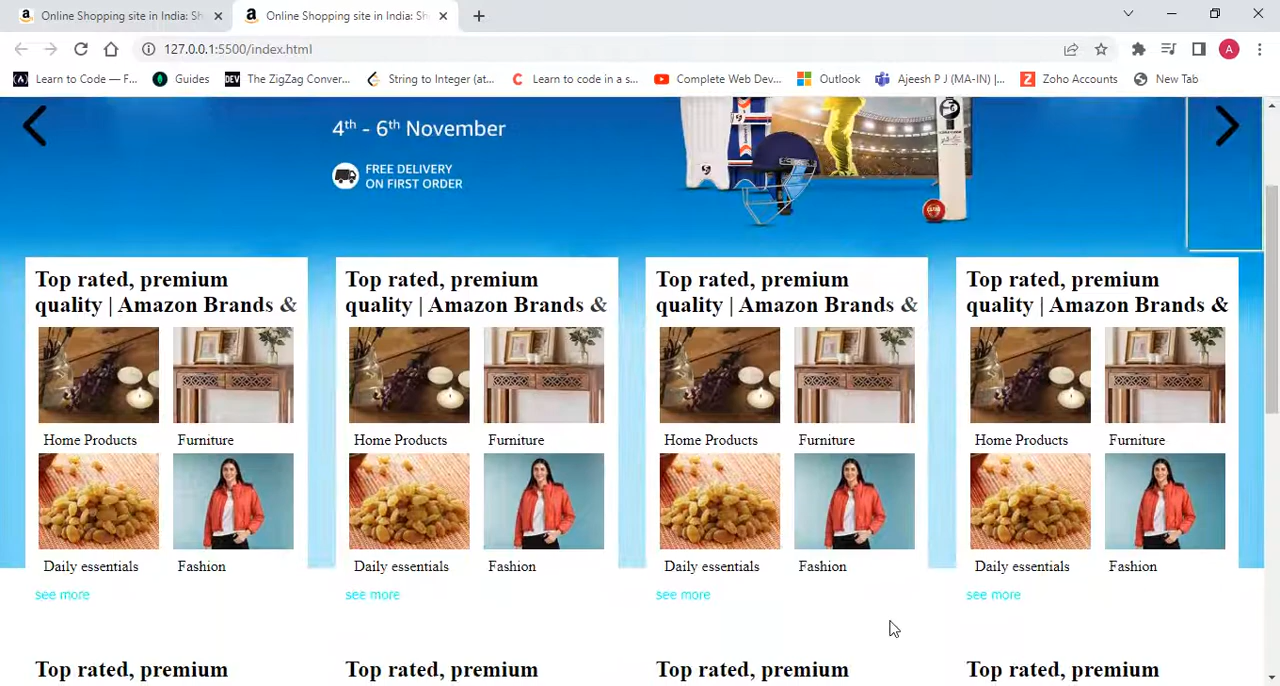 Online Shopping site in India: Sh
Online Shopping site in India: Sh
127.0.0.1:5500/index.html
A
Learn to Code — F...
Guides
DEV
The ZigZag Conver...
String to Integer (at...
Learn to code in a s...
Complete Web Dev...
Outlook
Ajeesh P J (MA-IN) |...
Zoho Accounts
New Tab
4th - 6th November
FREE DELIVERY
ON FIRST ORDER
Top rated, premium
quality | Amazon Brands &
Home Products
Furniture
Daily essentials
Fashion
see more
Top rated, premium
quality | Amazon Brands &
Home Products
Furniture
Daily essentials
Fashion
see more
Top rated, premium
quality | Amazon Brands &
Home Products
Furniture
Daily essentials
Fashion
see more
Top rated, premium
quality | Amazon Brands &
Home Products
Furniture
Daily essentials
Fashion
see more
Top rated, premium
Top rated, premium
Top rated, premium
Top rated, premium